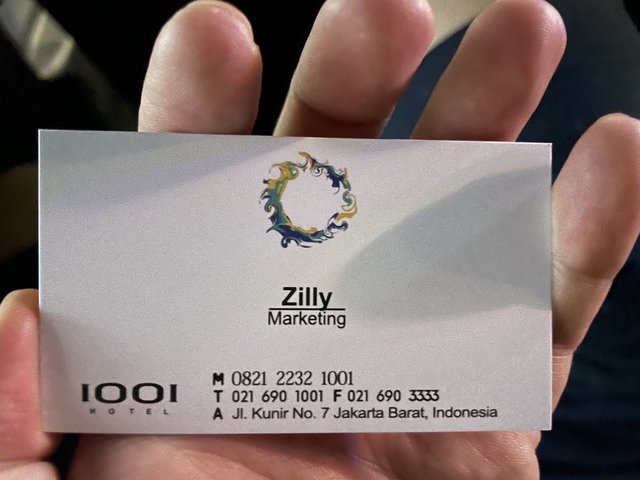 Zilly
Marketing
1001
HOTEL
M 0821 2232 1001
T 021 690 1001 F 021 690 3333
A Jl. Kunir No. 7 Jakarta Barat, Indonesia